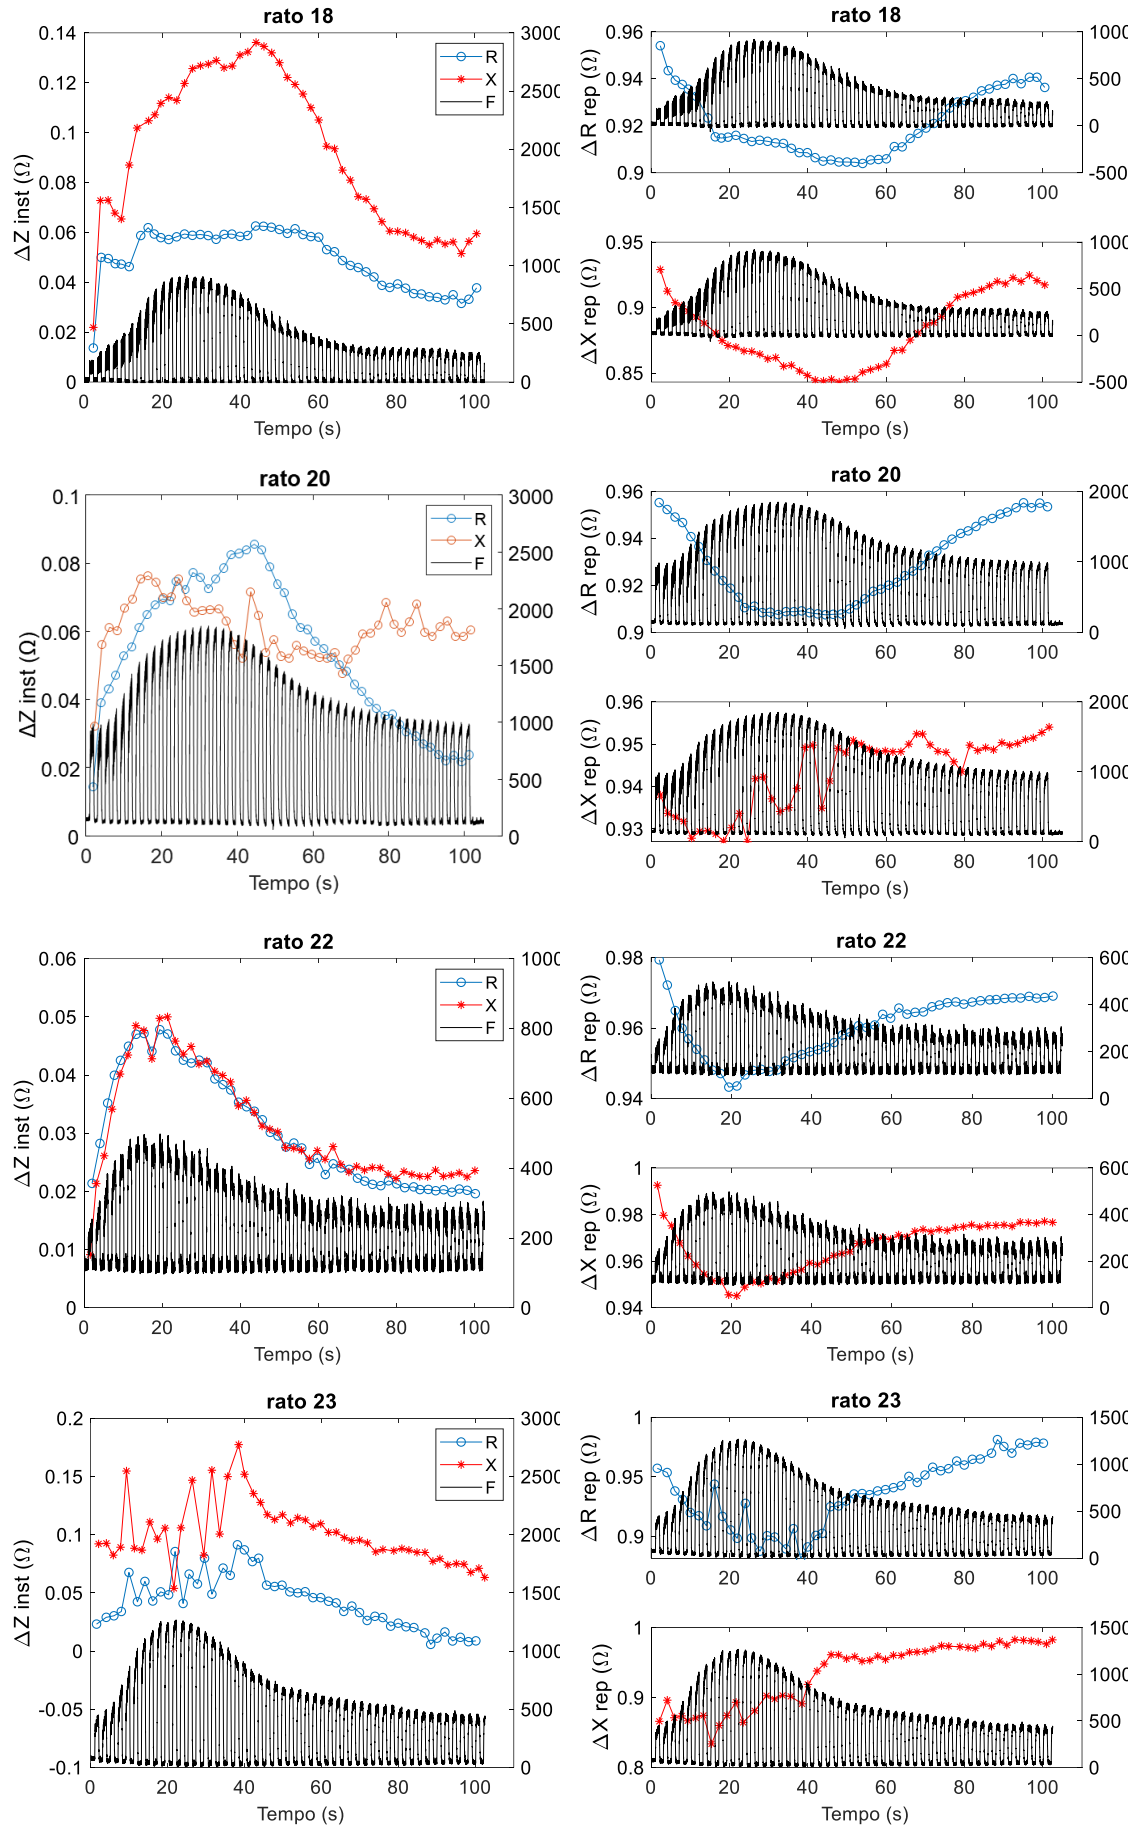 rato 18
0.14
0.12
0.1
0.08
0.06
0.04
0.02
0
ΔZ inst (Ω)
3000
2500
2000
1500
1000
500
0
R
X
F
0 20 40 60 80 100
Tempo (s)
rato 18
0.96
0.94
0.92
0.9
ΔR rep (Ω)
1000
500
0
-500
0 20 40 60 80 100
0.95
0.9
0.85
ΔX rep (Ω)
1000
500
0
-500
0 20 40 60 80 100
Tempo (s)
rato 20
0.1
0.08
0.06
0.04
0.02
0
ΔZ inst (Ω)
3000
2500
2000
1500
1000
500
0
R
X
F
0 20 40 60 80 100
Tempo (s)
rato 20
0.96
0.94
0.92
0.9
ΔR rep (Ω)
2000
1000
0
0 20 40 60 80 100
0.96
0.95
0.94
0.93
ΔX rep (Ω)
2000
1000
0
0 20 40 60 80 100
Tempo (s)
rato 22
0.06
0.05
0.04
0.03
0.02
0.01
0
ΔZ inst (Ω)
1000
800
600
400
200
0
R
X
F
0 20 40 60 80 100
Tempo (s)
rato 22
0.98
0.96
0.94
ΔR rep (Ω)
600
400
200
0
0 20 40 60 80 100
1
0.98
0.96
0.94
ΔX rep (Ω)
600
400
200
0
0 20 40 60 80 100
Tempo (s)
rato 23
0.2
0.15
0.1
0.05
0
-0.05
-0.1
ΔZ inst (Ω)
3000
2500
2000
1500
1000
500
0
R
X
F
0 20 40 60 80 100
Tempo (s)
rato 23
1
0.95
0.9
ΔR rep (Ω)
1500
1000
500
0
0 20 40 60 80 100
1
0.9
0.8
ΔX rep (Ω)
1500
1000
500
0
0 20 40 60 80 100
Tempo (s)